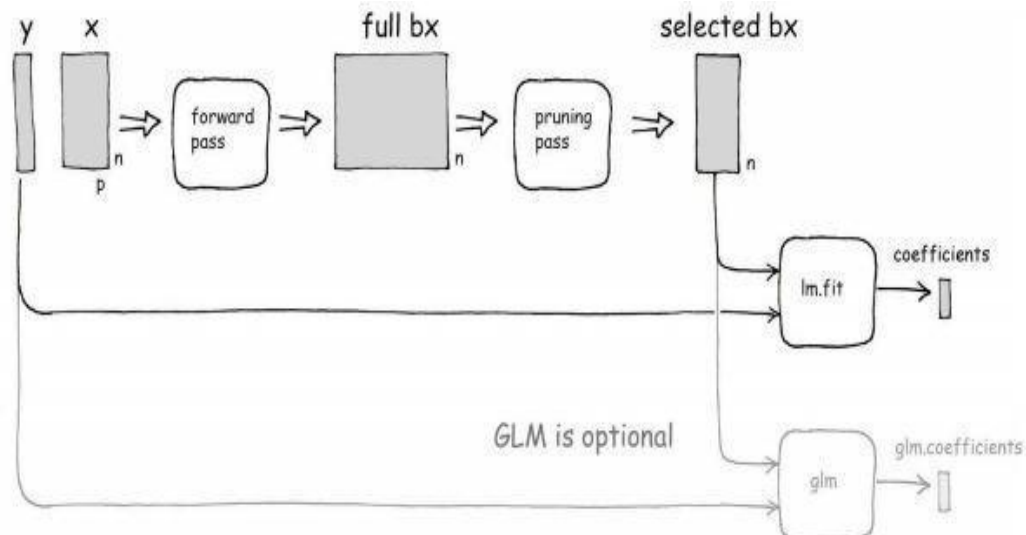 y
x
full bx
selected bx
forward
pass
pruning
pass
n
n
n
p
coefficients
lm.fit
GLM is optional
glm.coefficients
glm